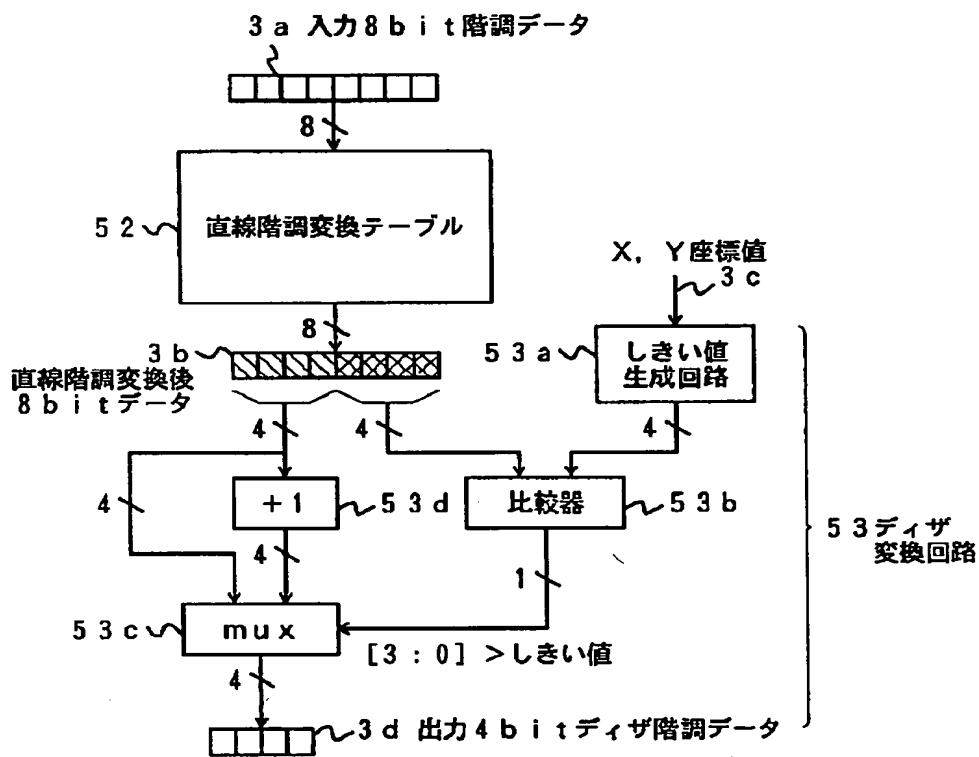 3a 入力8bit階調データ
8
52
直線階調変換テーブル
X, Y座標値
3c
8
3b
直線階調変換後
8bitデータ
53a
しきい値
生成回路
4
4
4
4
+1
53d
比較器
53b
53ディザ
変換回路
4
1
53c
mux
[3:0]>しきい値
4
3d 出力4bitディザ階調データ